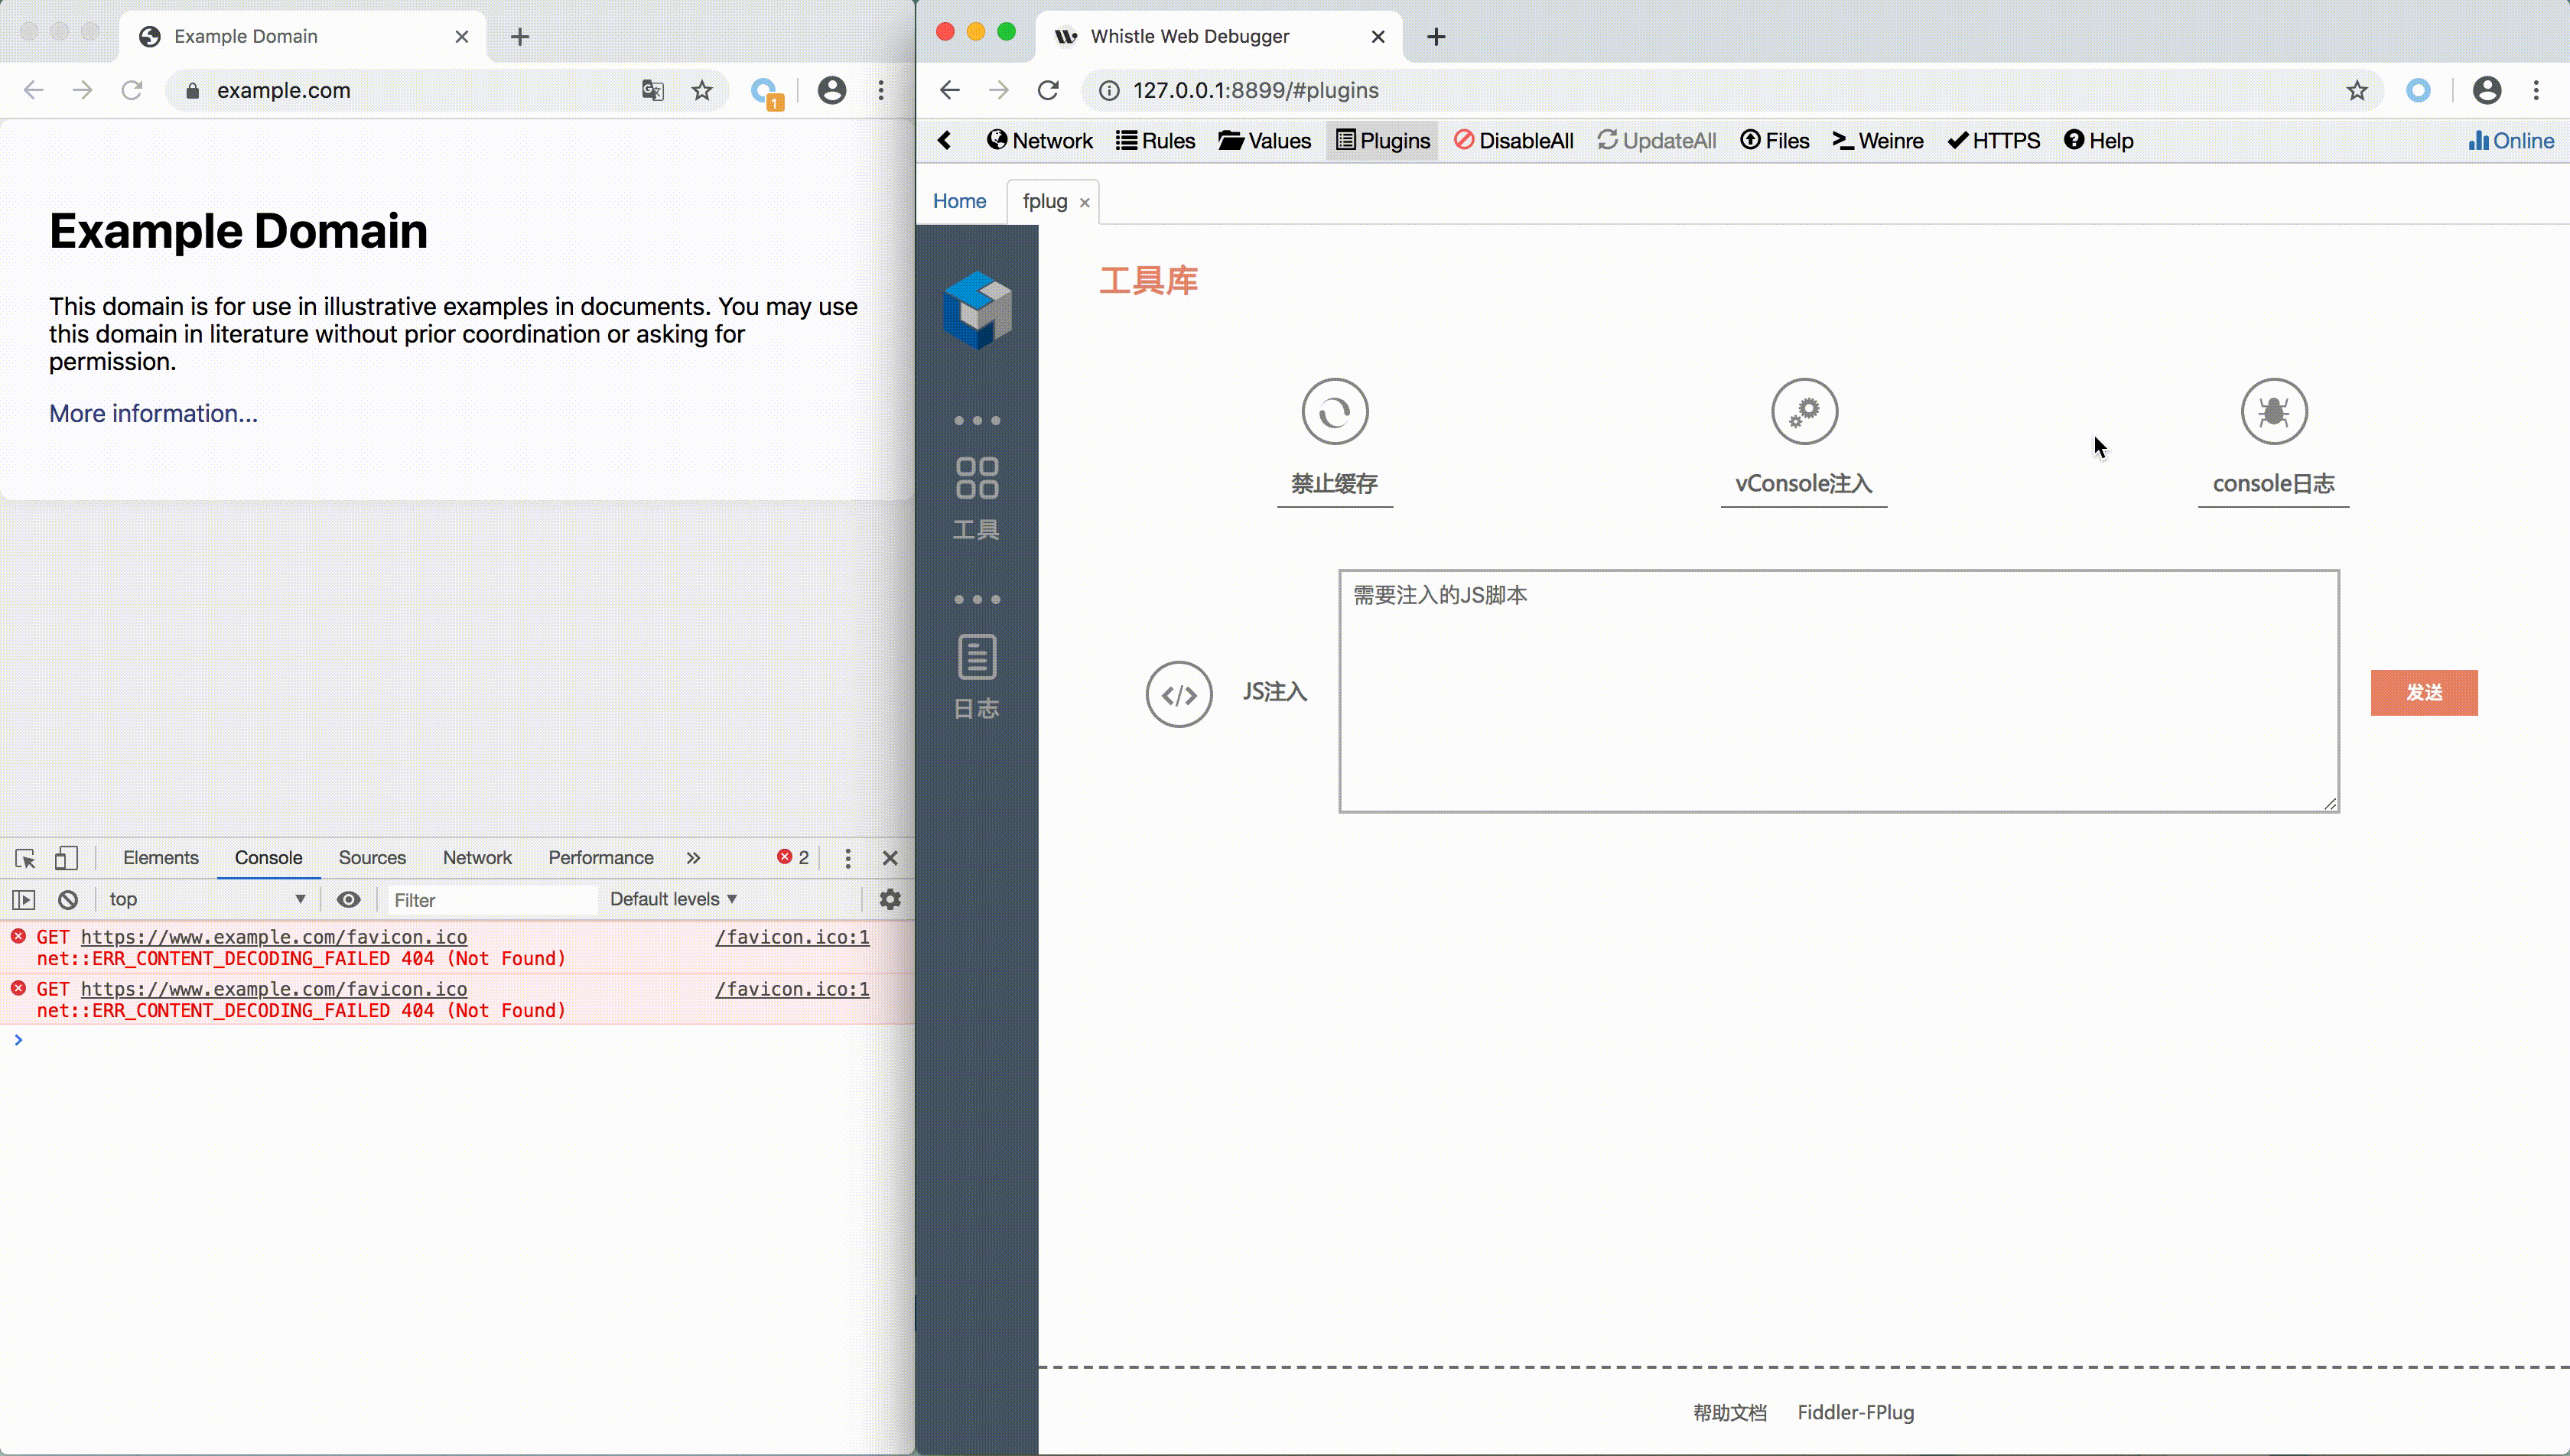 Example Domain
example.com
1
Example Domain
This domain is for use in illustrative examples in documents. You may use
this domain in literature without prior coordination or asking for
permission.
More information...
Elements Console Sources Network Performance 2
top Filter Default levels
GET https://www.example.com/favicon.ico /favicon.ico:1
net::ERR_CONTENT_DECODING_FAILED 404 (Not Found)
GET https://www.example.com/favicon.ico /favicon.ico:1
net::ERR_CONTENT_DECODING_FAILED 404 (Not Found)
Whistle Web Debugger
127.0.0.1:8899/#plugins
Network Rules Values Plugins DisableAll UpdateAll Files Weinre HTTPS Help Online
Home fplug
工具
日志
工具库
禁止缓存 vConsole注入 console日志
JS注入
需要注入的JS脚本
发送
帮助文档 Fiddler-FPlug